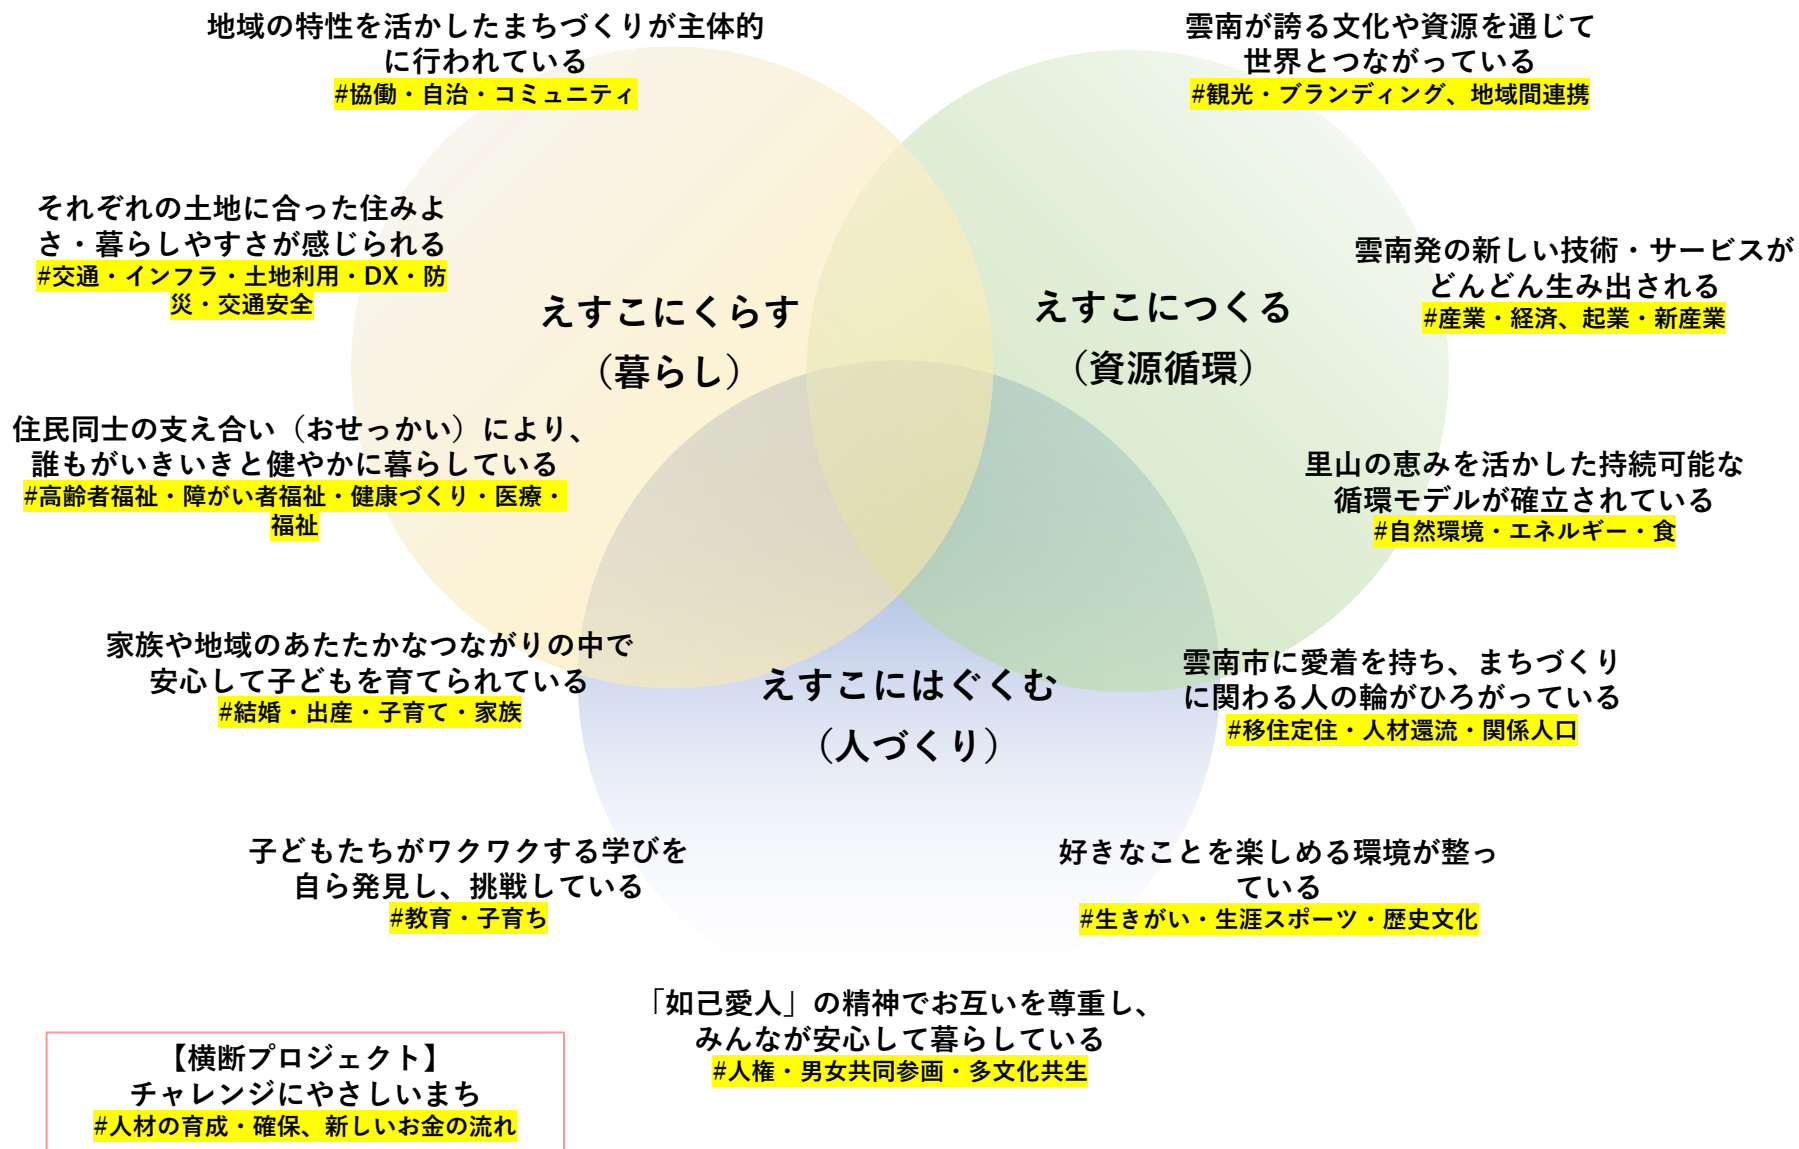 地域の特性を活かしたまちづくりが主体的
に行われている
#協働・自治・コミュニティ
雲南が誇る文化や資源を通じて
世界とつながっている
#観光・ブランディング、地域間連携
それぞれの土地に合った住みよ
さ・暮らしやすさが感じられる
#交通・インフラ・土地利用・DX・防
災・交通安全
雲南発の新しい技術・サービスが
どんどん生み出される
#産業・経済、起業・新産業
えすこにくらす
（暮らし）
えすこにつくる
（資源循環）
住民同士の支え合い（おせっかい）により、
誰もがいきいきと健やかに暮らしている
#高齢者福祉・障がい者福祉・健康づくり・医療・
福祉
里山の恵みを活かした持続可能な
循環モデルが確立されている
#自然環境・エネルギー・食
家族や地域のあたたかなつながりの中で
安心して子どもを育てられている
#結婚・出産・子育て・家族
えすこにはぐくむ
（人づくり）
雲南市に愛着を持ち、まちづくり
に関わる人の輪がひろがっている
#移住定住・人材還流・関係人口
子どもたちがワクワクする学びを
自ら発見し、挑戦している
#教育・子育ち
好きなことを楽しめる環境が整っ
ている
#生きがい・生涯スポーツ・歴史文化
「如己愛人」の精神でお互いを尊重し、
みんなが安心して暮らしている
#人権・男女共同参画・多文化共生
【横断プロジェクト】
チャレンジにやさしいまち
#人材の育成・確保、新しいお金の流れ